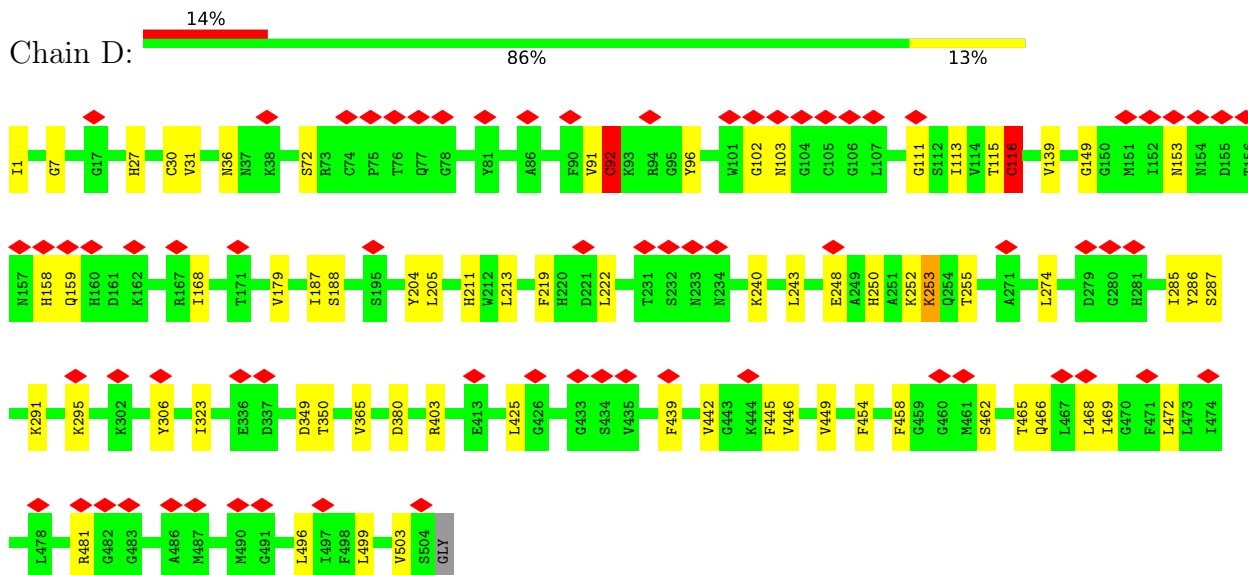 14%
Chain D:
86% 13%
I1 G7 G17 H27 C30 V31 N36 N37 K38 S72 R73 C74 P75 T76 Q77 G78 Y81 A86 F90 V91 C92 K93 R94 G95 Y96 W101 G102 N103 G104 C105 G106 L107 G111 S112 I113 V114 T115 C116 V139 G149 G150 M151 I152 N153 N154 D155 T156
N157 H158 Q159 H160 D161 K162 R167 I168 T171 V179 I187 S188 S195 Y204 L205 H211 W212 L213 F219 H220 D221 L222 T231 S232 N233 N234 K240 L243 E248 A249 H250 A251 K252 K253 Q254 T255 A271 L274 D279 G280 H281 I285 Y286 S287
K291 K295 K302 Y306 I323 E336 D337 D349 T350 V365 D380 R403 E413 L425 G426 G433 S434 V435 F439 V442 G443 K444 F445 V446 V449 F454 F458 G459 G460 M461 S462 T465 Q466 L467 L468 I469 G470 F471 L472 L473 I474
L478 R481 G482 G483 A486 M487 M490 G491 L496 I497 F498 L499 V503 S504 GLY